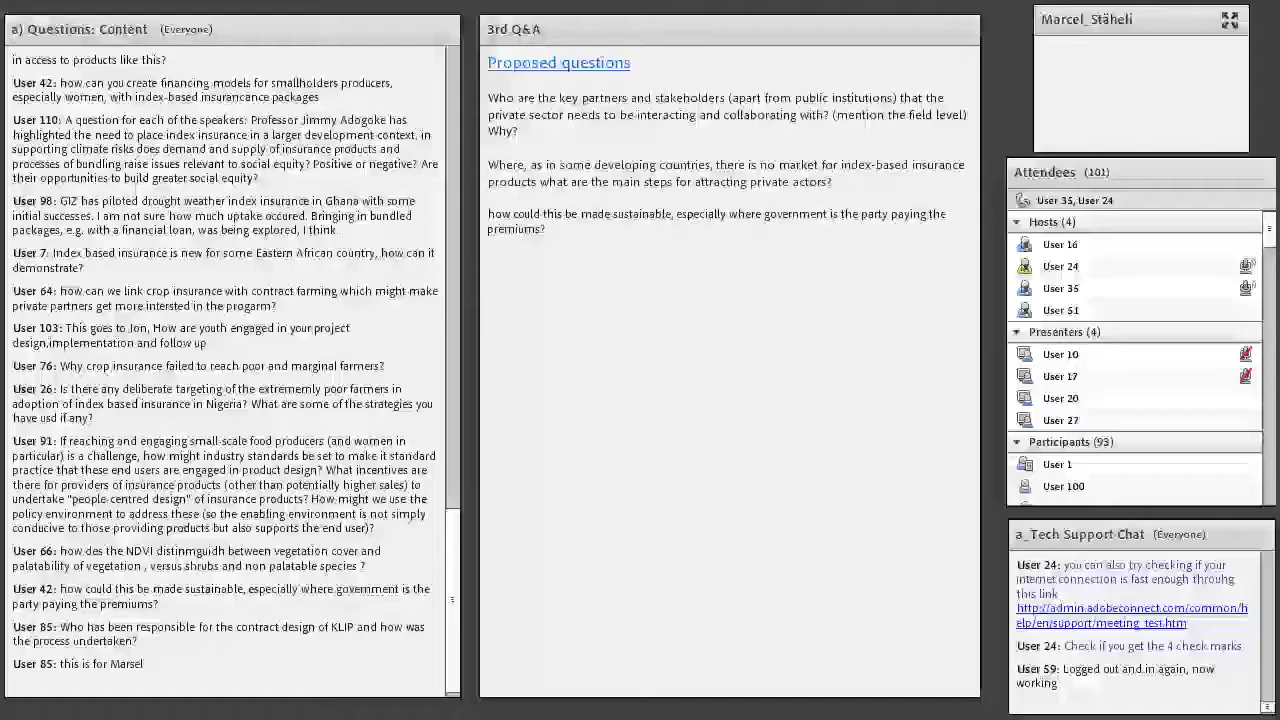 a) Questions: Content (Everyone)
in access to products like this?
User 42: how can you create financing models for smallholders producers,
especially women, with index-based insurancance packages
User 110: A question for each of the speakers: Professor Jimmy Adogoke has
highlighted the need to place index insurance in a larger development context, in
supporting climate risks does demand and supply of insurance products and
processes of bundling raise issues relevant to social equity? Positive or negative? Are
their opportunities to build greater social equity?
User 98: GIZ has piloted drought weather index insurance in Ghana with some
initial successes. I am not sure how much uptake occured. Bringing in bundled
packages, e.g. with a financial loan, was being explored, I think.
User 7: Index based insurance is new for some Eastern African country, how can it
demonstrate?
User 64: how can we link crop insurance with contract farming which might make
private partners get more intersted in the progarm?
User 103: This goes to Jon, How are youth engaged in your project
design,implementation and follow up
User 76: Why crop insurance failed to reach poor and marginal farmers?
User 26: Is there any deliberate targeting of the extrememly poor farmers in
adoption of index based insurance in Nigeria? What are some of the strategies you
have usd if any?
User 91: If reaching and engaging small-scale food producers (and women in
particular) is a challenge, how might industry standards be set to make it standard
practice that these end users are engaged in product design? What incentives are
there for providers of insurance products (other than potentially higher sales) to
undertake "people-centred design" of insurance products? How might we use the
policy environment to address these (so the enabling environment is not simply
conducive to those providing products but also supports the end user)?
User 66: how des the NDVI distinmguidh between vegetation cover and
palatability of vegetation , versus shrubs and non palatable species ?
User 42: how could this be made sustainable, especially where government is the
party paying the premiums?
User 85: Who has been responsible for the contract design of KLIP and how was
the process undertaken?
User 85: this is for Marsel
3rd Q&A
Proposed questions
Who are the key partners and stakeholders (apart from public institutions) that the
private sector needs to be interacting and collaborating with? (mention the field level)
Why?
Where, as in some developing countries, there is no market for index-based insurance
products what are the main steps for attracting private actors?
how could this be made sustainable, especially where government is the party paying the
premiums?
Marcel_Stäheli
Attendees (101)
User 35, User 24
Hosts (4)
User 16
User 24
User 35
User 51
Presenters (4)
User 10
User 17
User 20
User 27
Participants (93)
User 1
User 100
a_Tech Support Chat (Everyone)
User 24: you can also try checking if your
internet connection is fast enough throuhg
this link
http://admin.adobeconnect.com/common/h
elp/en/support/meeting_test.htm
User 24: Check if you get the 4 check marks
User 59: Logged out and in again, now
working